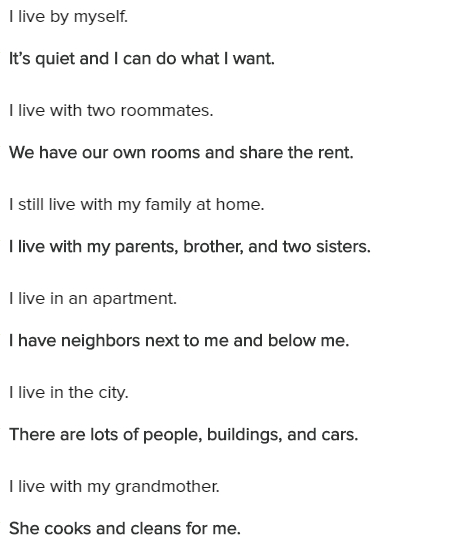 I live by myself.
It’s quiet and I can do what I want.
I live with two roommates.
We have our own rooms and share the rent.
I still live with my family at home.
I live with my parents, brother, and two sisters.
I live in an apartment.
I have neighbors next to me and below me.
I live in the city.
There are lots of people, buildings, and cars.
I live with my grandmother.
She cooks and cleans for me.